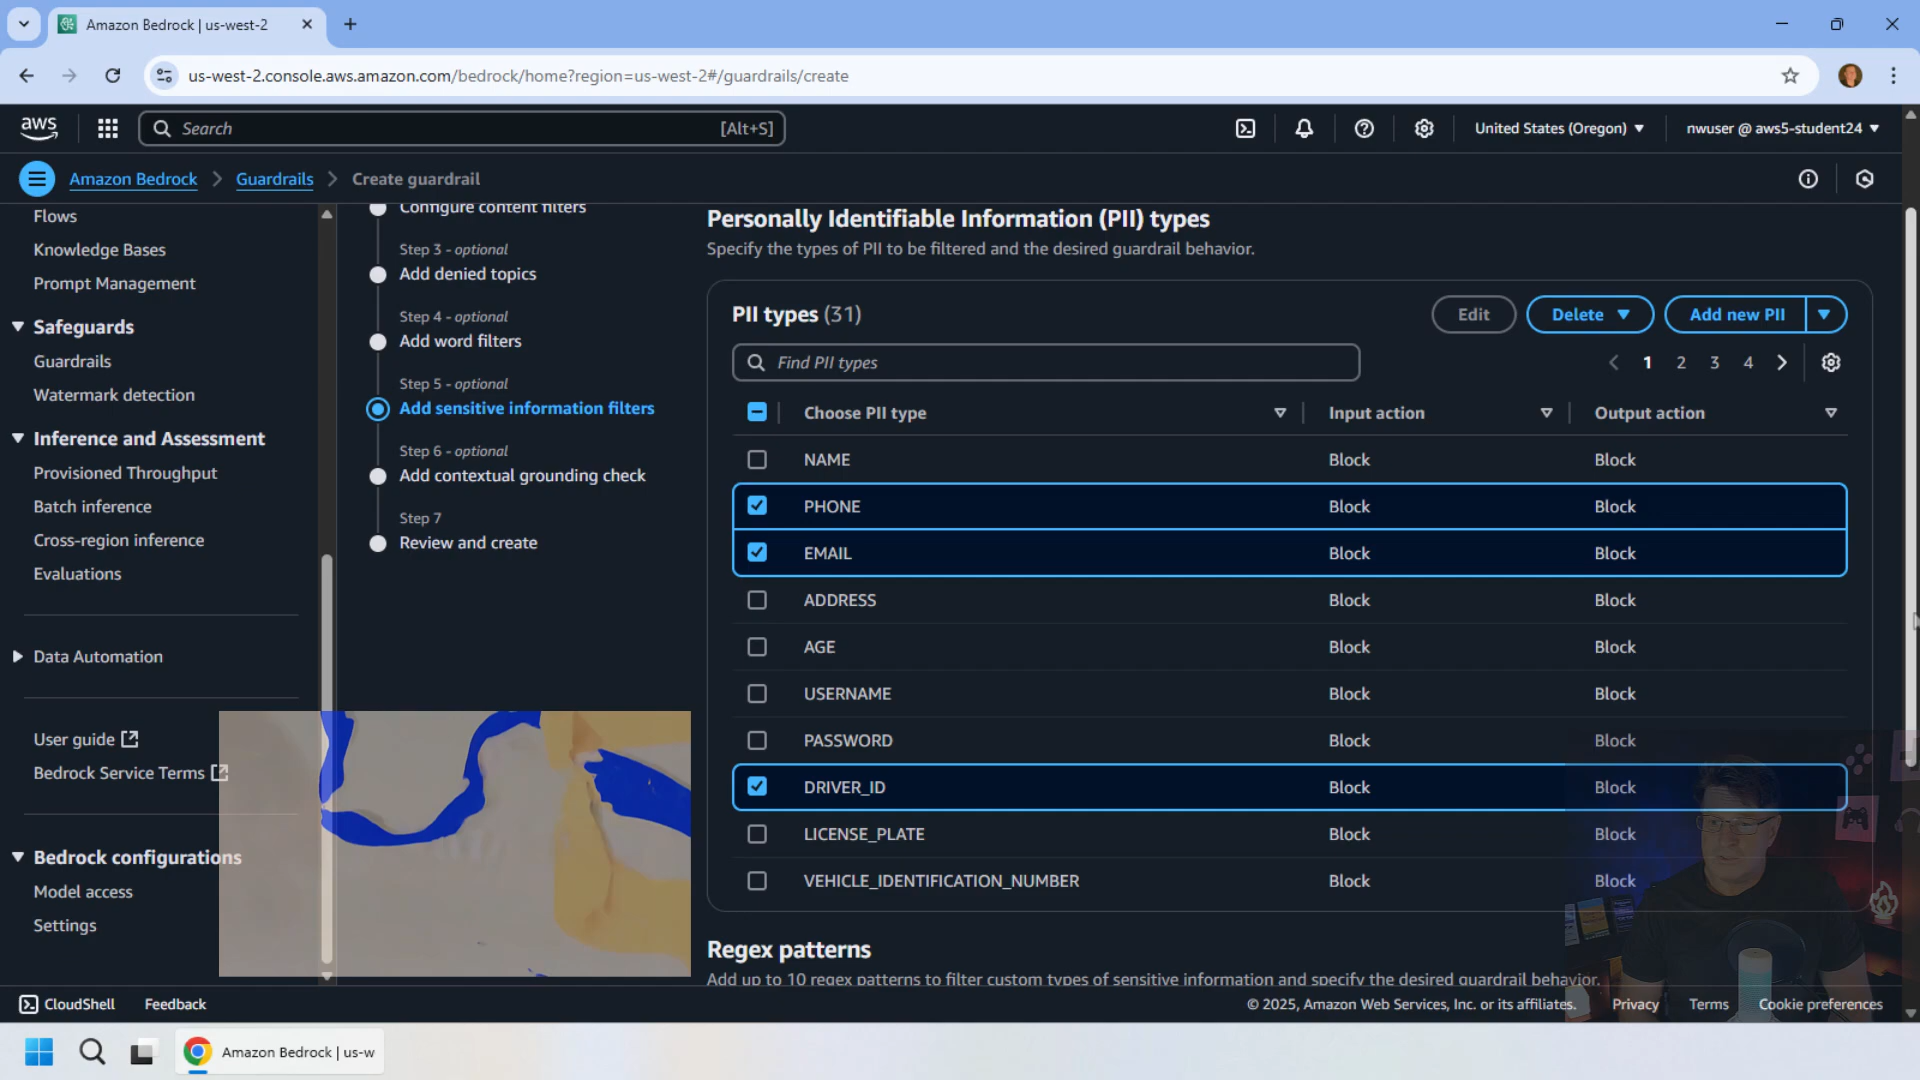 Amazon Bedrock | us-west-2
us-west-2.console.aws.amazon.com/bedrock/home?region=us-west-2#/guardrails/create
aws
Search
[Alt+S]
United States (Oregon)
nwuser @ aws5-student24
Amazon Bedrock
Guardrails
Create guardrail
Flows
Knowledge Bases
Prompt Management
Safeguards
Guardrails
Watermark detection
Inference and Assessment
Provisioned Throughput
Batch inference
Cross-region inference
Evaluations
Data Automation
User guide
Bedrock Service Terms
Bedrock configurations
Model access
Settings
Configure content filters
Step 3 - optional
Add denied topics
Step 4 - optional
Add word filters
Step 5 - optional
Add sensitive information filters
Step 6 - optional
Add contextual grounding check
Step 7
Review and create
Personally Identifiable Information (PII) types
Specify the types of PII to be filtered and the desired guardrail behavior.
PII types (31)
Edit
Delete
Add new PII
Find PII types
1 2 3 4
Choose PII type Input action Output action
NAME Block Block
PHONE Block Block
EMAIL Block Block
ADDRESS Block Block
AGE Block Block
USERNAME Block Block
PASSWORD Block Block
DRIVER_ID Block Block
LICENSE_PLATE Block Block
VEHICLE_IDENTIFICATION_NUMBER Block Block
Regex patterns
Add up to 10 regex patterns to filter custom types of sensitive information and specify the desired guardrail behavior.
CloudShell
Feedback
© 2025, Amazon Web Services, Inc. or its affiliates.
Privacy
Terms
Cookie preferences
Amazon Bedrock | us-w